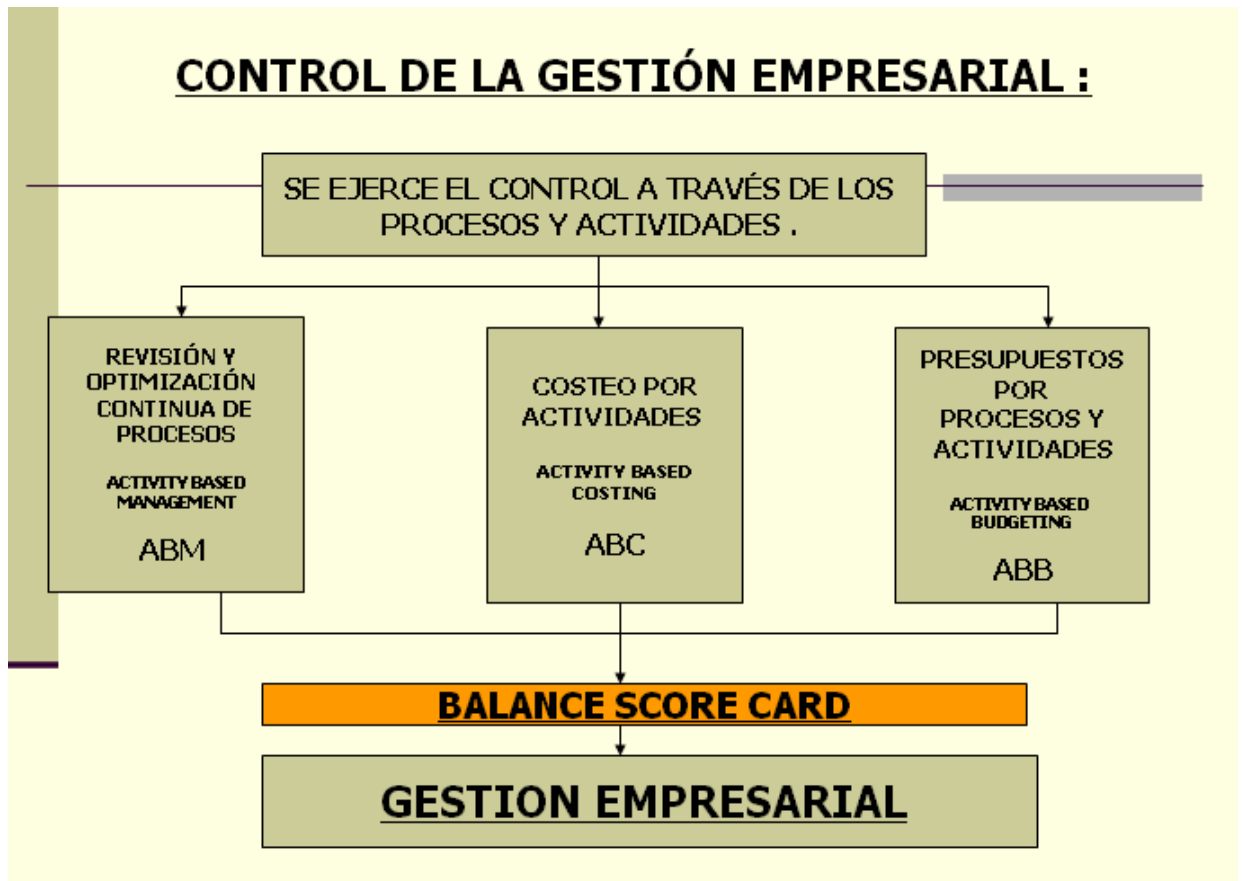 CONTROL DE LA GESTIÓN EMPRESARIAL :
SE EJERCE EL CONTROL A TRAVÉS DE LOS
PROCESOS Y ACTIVIDADES .
REVISIÓN Y
OPTIMIZACIÓN
CONTINUA DE
PROCESOS
ACTIVITY BASED
MANAGEMENT
ABM
COSTEO POR
ACTIVIDADES
ACTIVITY BASED
COSTING
ABC
PRESUPUESTOS
POR
PROCESOS Y
ACTIVIDADES
ACTIVITY BASED
BUDGETING
ABB
BALANCE SCORE CARD
GESTION EMPRESARIAL